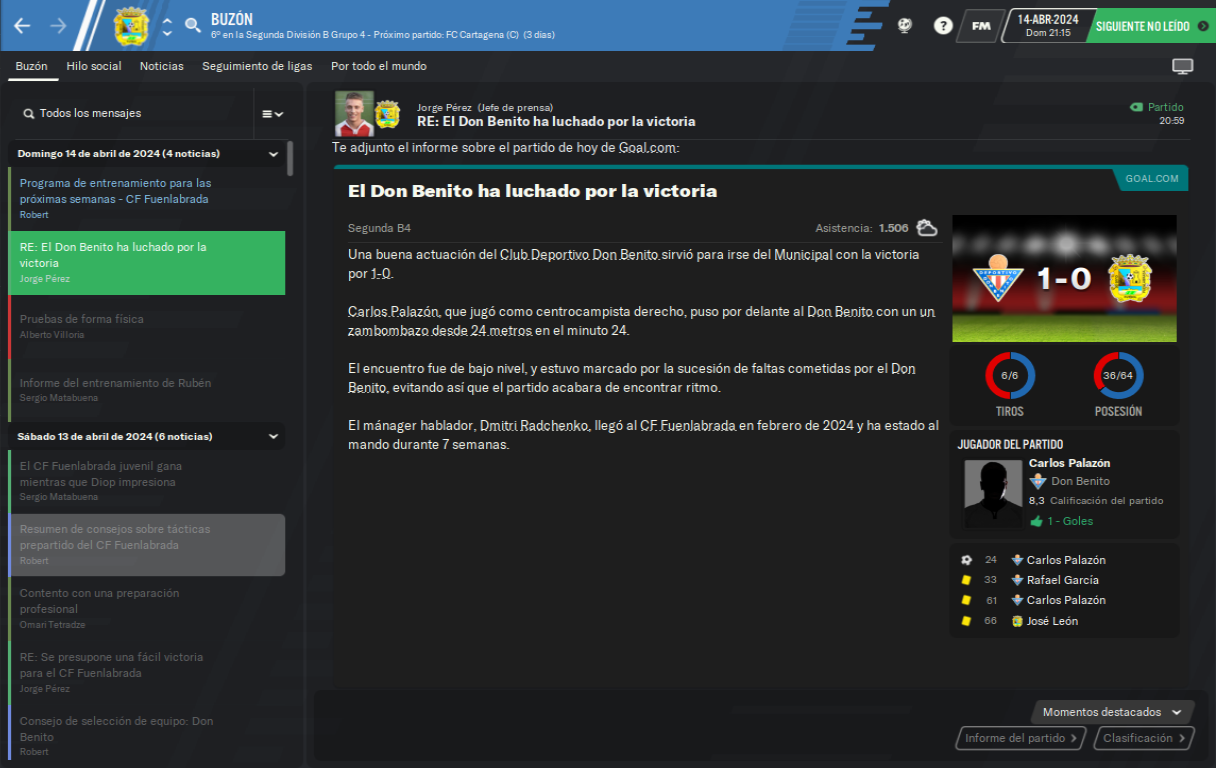 BUZÓN
6º en la Segunda División B Grupo 4 - Próximo partido: FC Cartagena (C) (3 días)
?
FM
14-ABR-2024
Dom 21:15
SIGUIENTE NO LEÍDO
Buzón Hilo social Noticias Seguimiento de ligas Por todo el mundo
Todos los mensajes
Domingo 14 de abril de 2024 (4 noticias)
Programa de entrenamiento para las
próximas semanas - CF Fuenlabrada
Robert
RE: El Don Benito ha luchado por la
victoria
Jorge Pérez
Pruebas de forma física
Alberto Villoria
Informe del entrenamiento de Rubén
Sergio Matabuena
Sábado 13 de abril de 2024 (6 noticias)
El CF Fuenlabrada juvenil gana
mientras que Diop impresiona
Sergio Matabuena
Resumen de consejos sobre tácticas
prepartido del CF Fuenlabrada
Robert
Contento con una preparación
profesional
Omari Tetradze
RE: Se presupone una fácil victoria
para el CF Fuenlabrada
Jorge Pérez
Consejo de selección de equipo: Don
Benito
Robert
Jorge Pérez (Jefe de prensa)
RE: El Don Benito ha luchado por la victoria
Partido
20:59
Te adjunto el informe sobre el partido de hoy de Goal.com:
GOAL.COM
El Don Benito ha luchado por la victoria
Segunda B4
Asistencia: 1.506
Una buena actuación del Club Deportivo Don Benito sirvió para irse del Municipal con la victoria
por 1-0.
Carlos Palazón, que jugó como centrocampista derecho, puso por delante al Don Benito con un un
zambombazo desde 24 metros en el minuto 24.
El encuentro fue de bajo nivel, y estuvo marcado por la sucesión de faltas cometidas por el Don
Benito, evitando así que el partido acabara de encontrar ritmo.
El mánager hablador, Dmitri Radchenko, llegó al CF Fuenlabrada en febrero de 2024 y ha estado al
mando durante 7 semanas.
DEPORTIVO
1-0
6/6
36/64
TIROS
POSESIÓN
JUGADOR DEL PARTIDO
Carlos Palazón
Don Benito
8,3 Calificación del partido
1 - Goles
24 Carlos Palazón
33 Rafael García
61 Carlos Palazón
66 José León
Momentos destacados
Informe del partido
Clasificación